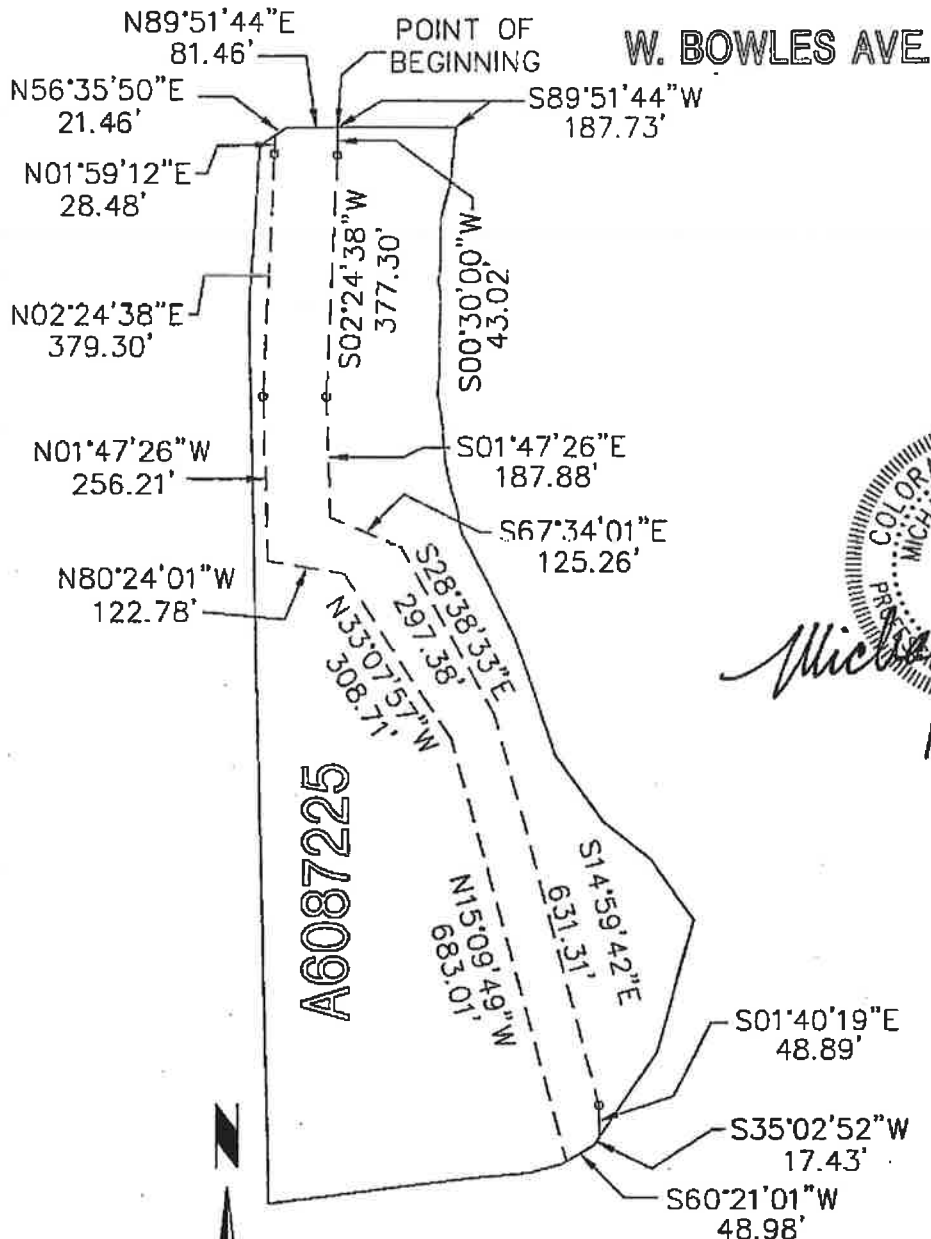 N89°51'44"E
81.46'
POINT OF
BEGINNING
W. BOWLES AVE.
N56°35'50"E
21.46'
S89°51'44"W
187.73'
N01°59'12"E
28.48'
S02°24'38"W
377.30'
S00°30'00"W
43.02'
N02°24'38"E
379.30'
N01°47'26"W
256.21'
S01°47'26"E
187.88'
S67°34'01"E
125.26'
N80°24'01"W
122.78'
S28°38'33"E
297.38'
N33°07'57"W
308.71'
A6087225
S14°59'42"E
631.31'
N15°09'49"W
683.01'
S01°40'19"E
48.89'
S35°02'52"W
17.43'
S60°21'01"W
48.98'
N